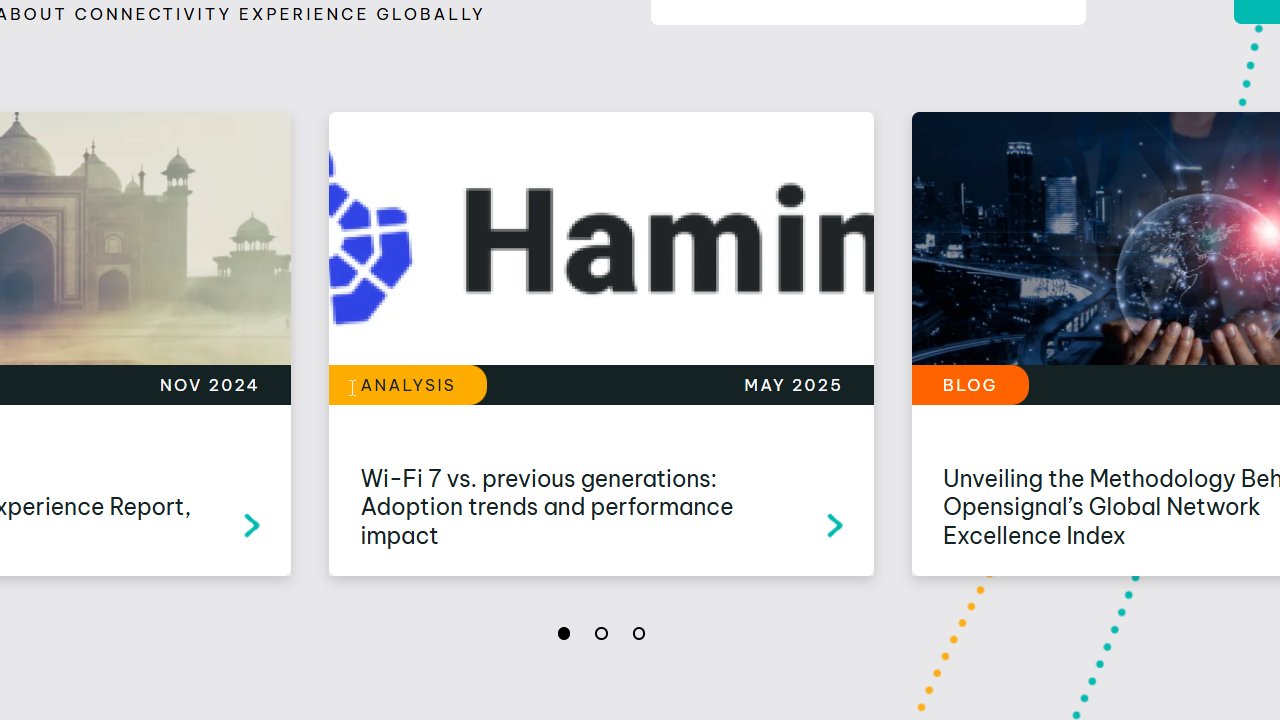 ABOUT CONNECTIVITY EXPERIENCE GLOBALLY
NOV 2024
Experience Report,
Hamin
ANALYSIS
MAY 2025
Wi-Fi 7 vs. previous generations:
Adoption trends and performance
impact
BLOG
Unveiling the Methodology Beh
Opensignal’s Global Network
Excellence Index